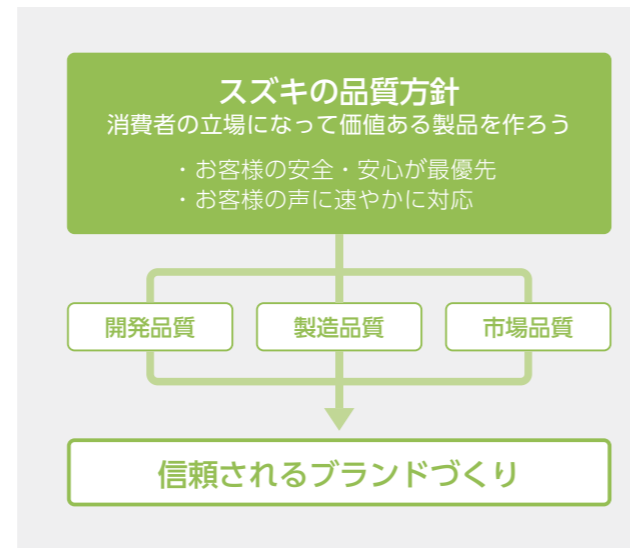 スズキの品質方針
消費者の立場になって価値ある製品を作ろう
・お客様の安全・安心が最優先
・お客様の声に速やかに対応
開発品質
製造品質
市場品質
信頼されるブランドづくり